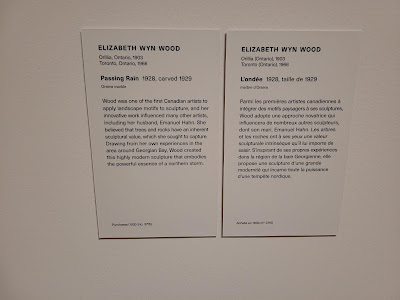 ELIZABETH WYN WOOD
Orillia, Ontario, 1903
Toronto, Ontario, 1966
Passing Rain 1928, carved 1929
Orsera marble
Wood was one of the first Canadian artists to
apply landscape motifs to sculpture, and her
innovative work influenced many other artists,
including her husband, Emanuel Hahn. She
believed that trees and rocks have an inherent
sculptural value, which she sought to capture.
Drawing from her own experiences in the
area around Georgian Bay, Wood created
this highly modern sculpture that embodies
the powerful essence of a northern storm.
Purchased 1930
ELIZABETH WYN WOOD
Orillia (Ontario), 1903
Toronto (Ontario), 1966
L'ondée 1928, taille de 1929
marbre d'Orsera
Parmi les premières artistes canadiennes à
intégrer des motifs paysagers à ses sculptures,
Wood adopte une approche novatrice qui
influencera de nombreux autres sculpteurs,
dont son mari, Emanuel Hahn. Les arbres
et les roches ont à ses yeux une valeur
sculpturale intrinsèque qu'il lui importe de
saisir. S'inspirant de ses propres expériences
dans la région de la baie Georgienne, elle
propose une sculpture d'une grande
modernité qui incarne toute la puissance
d'une tempête nordique.